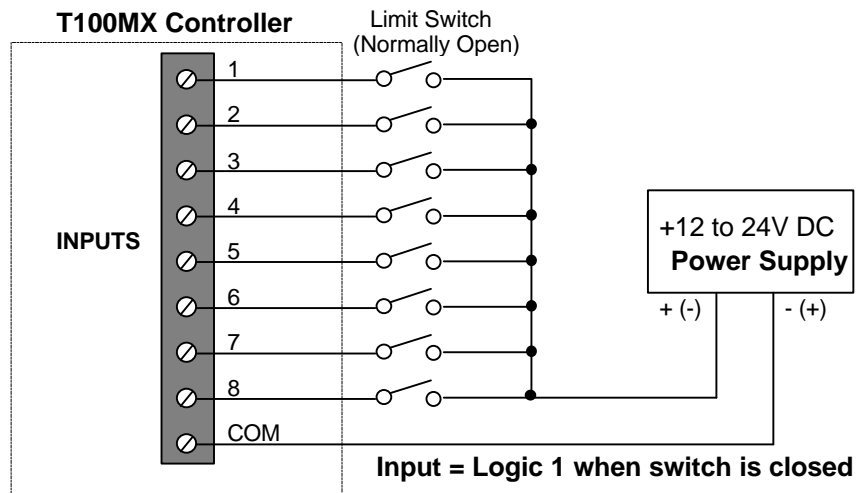 T100MX Controller
Limit Switch
(Normally Open)
1
2
3
4
5
6
7
8
COM
INPUTS
+12 to 24V DC
Power Supply
+ (-)
- (+)
Input = Logic 1 when switch is closed